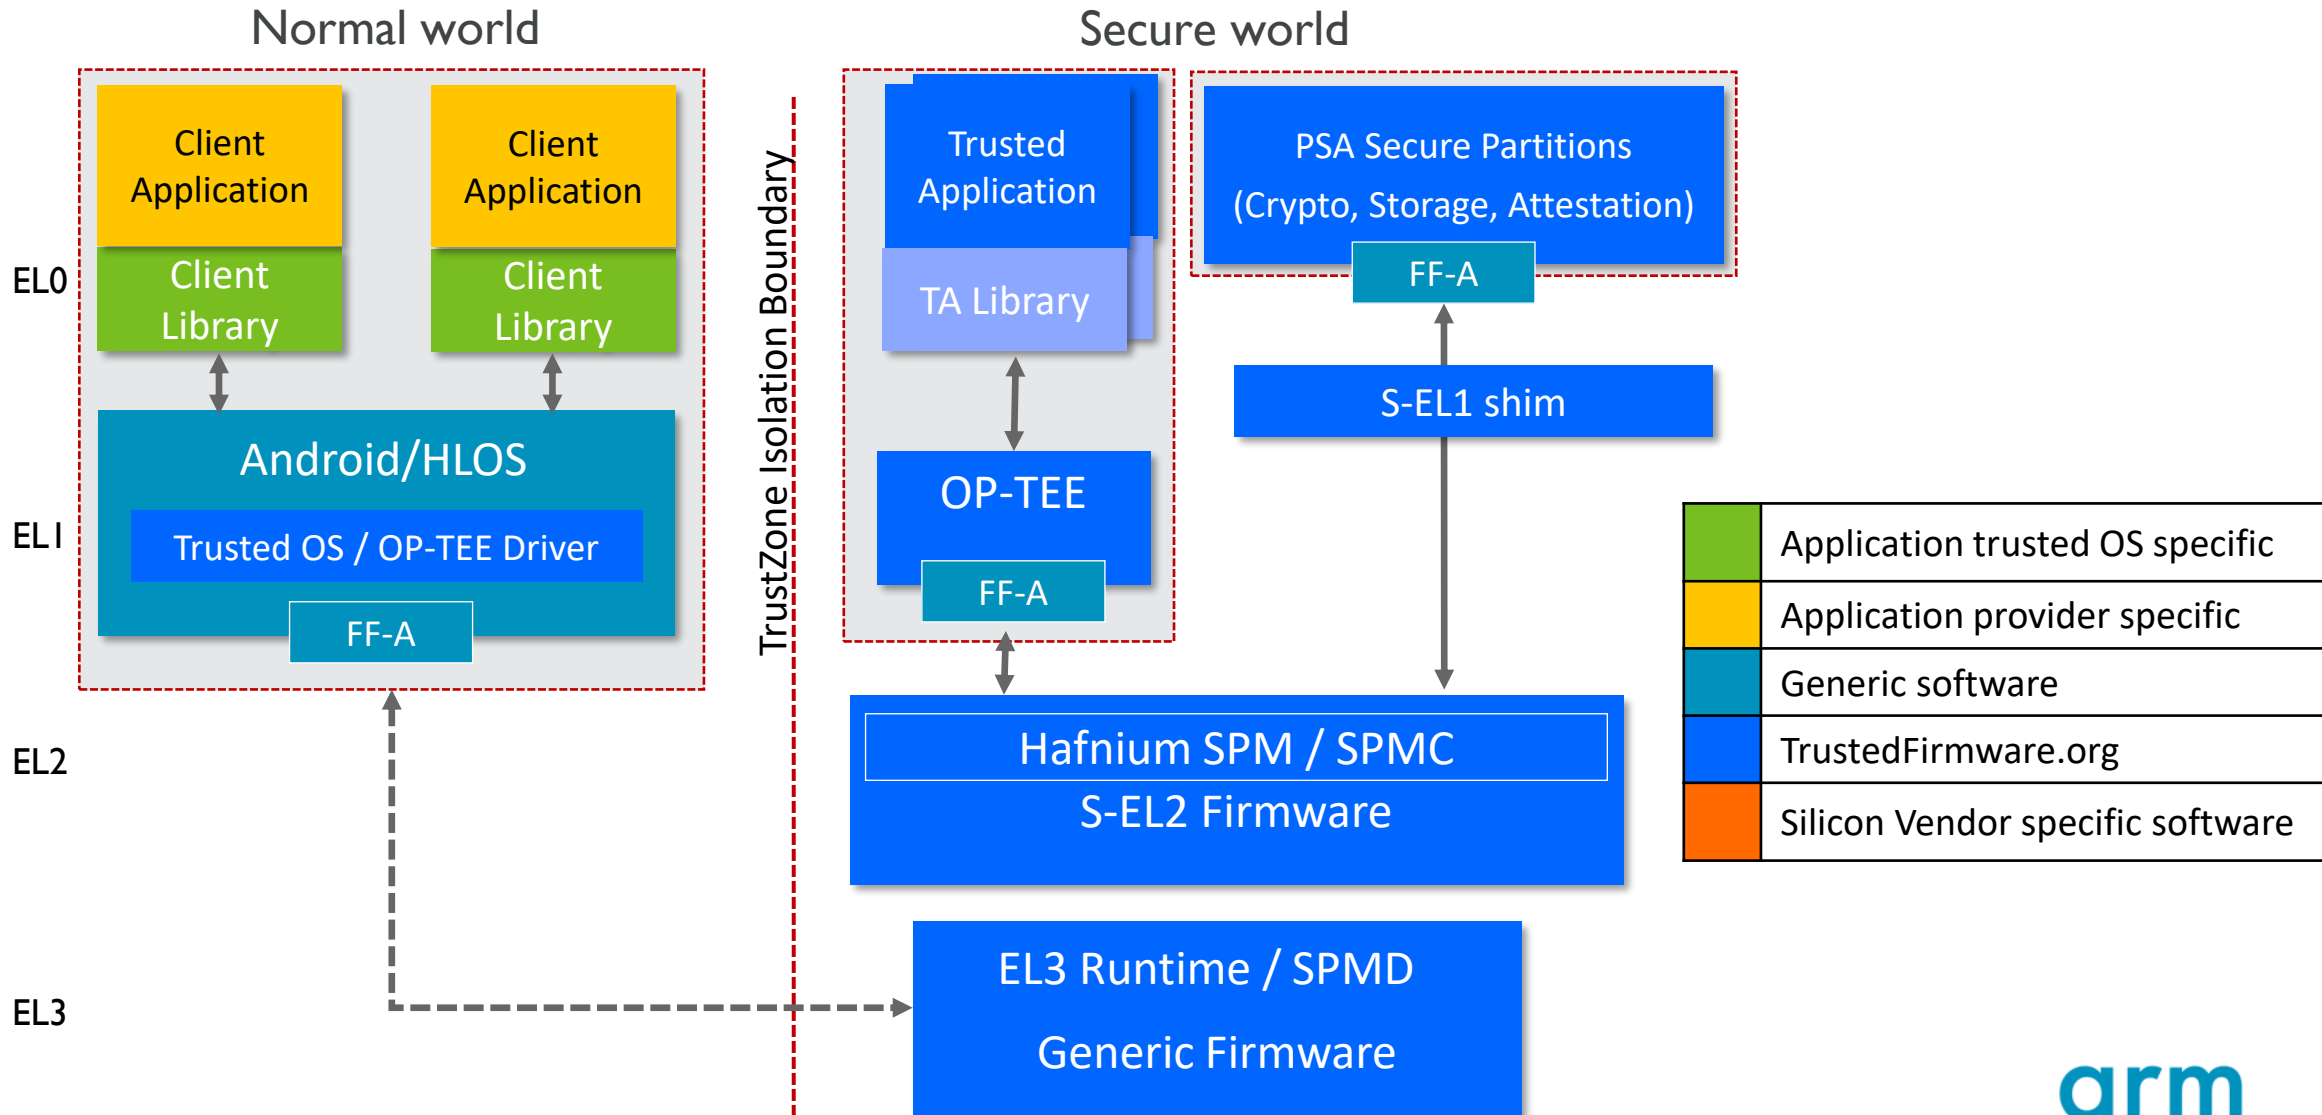 Normal world
Secure world
Client
Application
Client
Application
Client
Library
Client
Library
EL0
Android/HLOS
Trusted OS / OP-TEE Driver
FF-A
EL1
EL2
EL3
TrustZone Isolation Boundary
Trusted
Application
TA Library
OP-TEE
FF-A
PSA Secure Partitions
(Crypto, Storage, Attestation)
FF-A
S-EL1 shim
Hafnium SPM / SPMC
S-EL2 Firmware
EL3 Runtime / SPMD
Generic Firmware
Application trusted OS specific
Application provider specific
Generic software
TrustedFirmware.org
Silicon Vendor specific software
arm